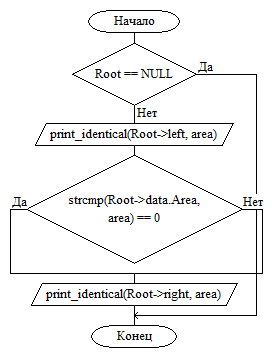 Начало
Root == NULL
Да
Нет
print_identical(Root->left, area)
Да
strcmp(Root->data.Area,
area) == 0
Нет
print_identical(Root->right, area)
Конец